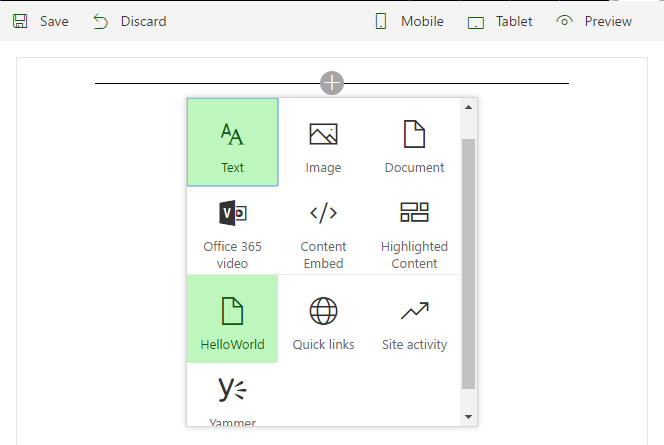 Save Discard Mobile Tablet Preview
Text Image Document
Office 365 video
Content Embed
Highlighted Content
HelloWorld Quick links Site activity
Yammer